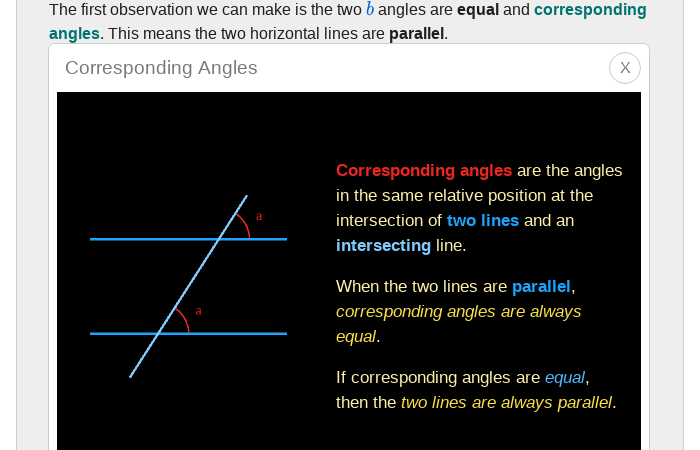 The first observation we can make is the two b angles are equal and corresponding
angles. This means the two horizontal lines are parallel.
Corresponding Angles
X
Corresponding angles are the angles
in the same relative position at the
intersection of two lines and an
intersecting line.
a
a
When the two lines are parallel,
corresponding angles are always
equal.
If corresponding angles are equal,
then the two lines are always parallel.